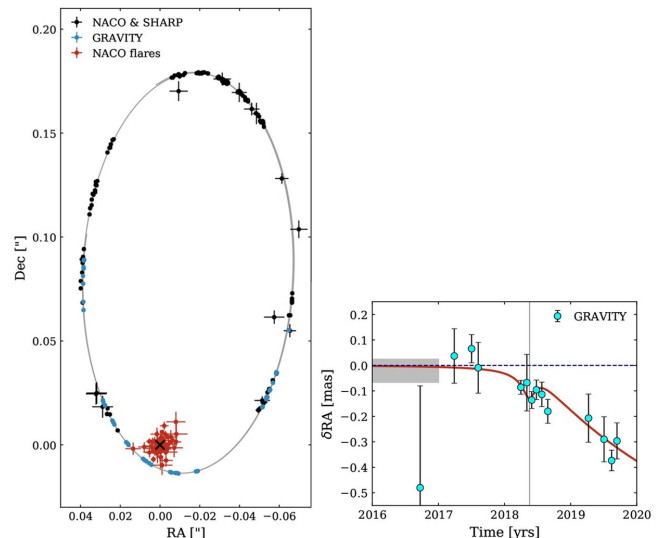 NACO & SHARP
GRAVITY
NACO flares
0.20
0.15
0.10
0.05
0.00
Dec ["]
0.04 0.02 0.00 −0.02 −0.04 −0.06
RA ["]
GRAVITY
0.2
0.1
0.0
−0.1
−0.2
−0.3
−0.4
−0.5
δRA [mas]
2016 2017 2018 2019 2020
Time [yrs]